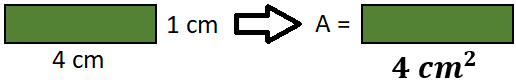 1 cm A =
4 cm 4 cm²